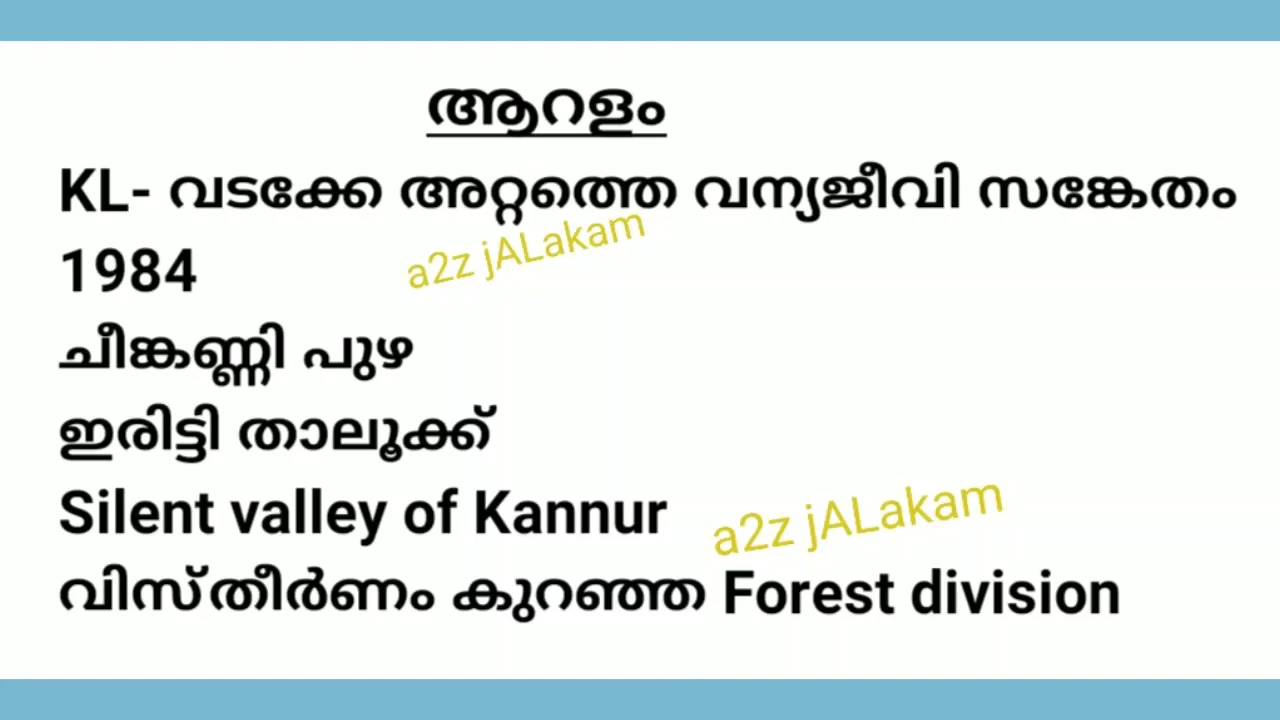 ആറളം
KL- വടക്കേ അറ്റത്തെ വന്യജീവി സങ്കേതം
a2z jALakam
1984
ചീങ്കണ്ണി പുഴ
ഇരിട്ടി താലൂക്ക്
Silent valley of Kannur
a2z jALakam
വിസ്തീർണം കുറഞ്ഞ Forest division